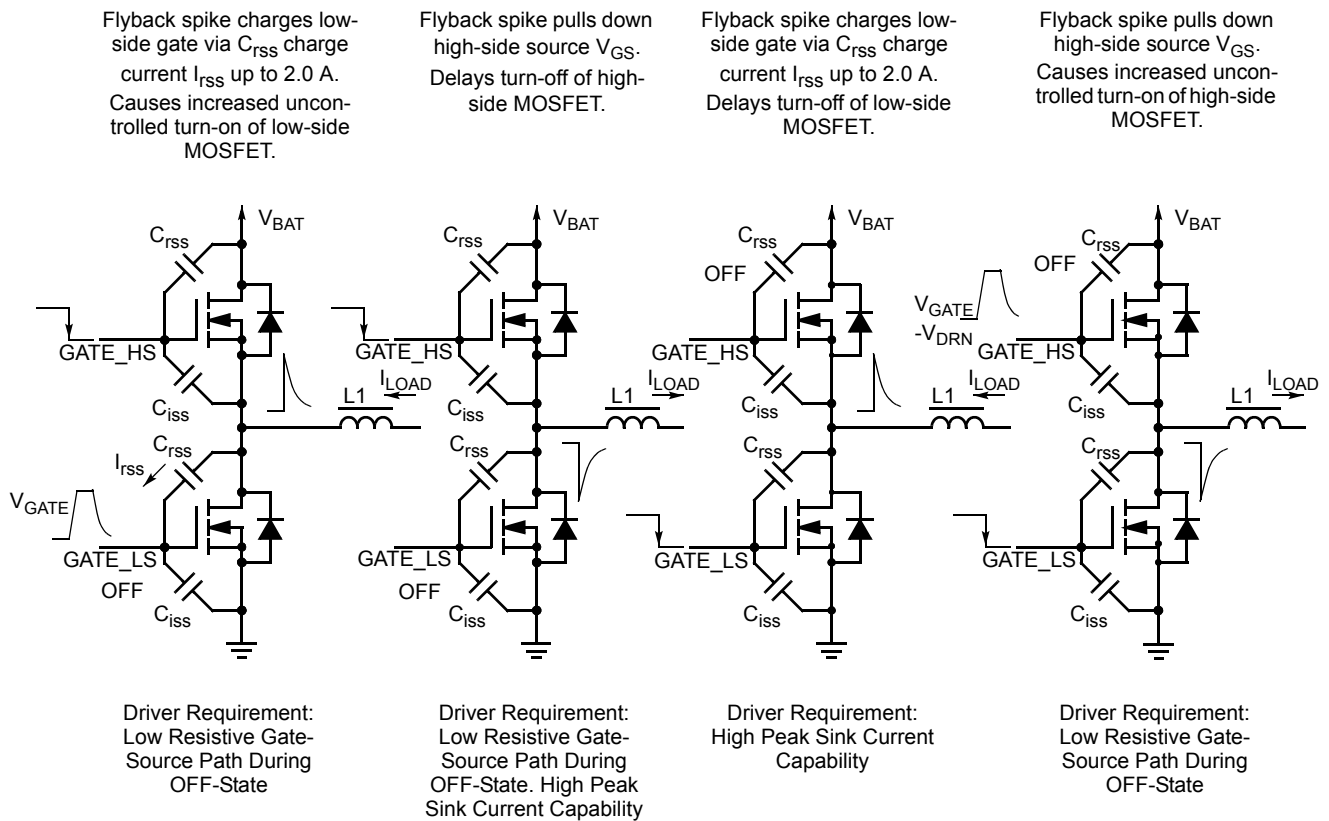 Flyback spike charges low-
side gate via Crss charge
current Irss up to 2.0 A.
Causes increased uncon-
trolled turn-on of low-side
MOSFET.
Flyback spike pulls down
high-side source VGS.
Delays turn-off of high-
side MOSFET.
Flyback spike charges low-
side gate via Crss charge
current Irss up to 2.0 A.
Delays turn-off of low-side
MOSFET.
Flyback spike pulls down
high-side source VGS.
Causes increased uncon-
trolled turn-on of high-side
MOSFET.
VBAT
Crss
GATE_HS
Ciss
ILOAD
L1
Crss
Irss
VGATE
GATE_LS
OFF
Ciss
VBAT
Crss
GATE_HS
Ciss
ILOAD
L1
Crss
GATE_LS
OFF
Ciss
VBAT
Crss
OFF
GATE_HS
Ciss
ILOAD
L1
Crss
GATE_LS
Ciss
VBAT
Crss
OFF
VGATE
-VDRN
GATE_HS
Ciss
ILOAD
L1
Crss
GATE_LS
Ciss
Driver Requirement:
Low Resistive Gate-
Source Path During
OFF-State
Driver Requirement:
Low Resistive Gate-
Source Path During
OFF-State. High Peak
Sink Current Capability
Driver Requirement:
High Peak Sink Current
Capability
Driver Requirement:
Low Resistive Gate-
Source Path During
OFF-State